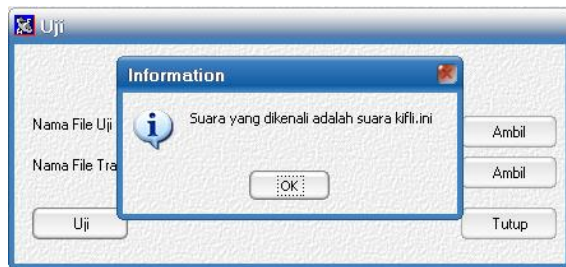 Uji
Information
Suara yang dikenali adalah suara kifli.ini
OK
Nama File Uji
Ambil
Nama File Tra
Ambil
Uji
Tutup